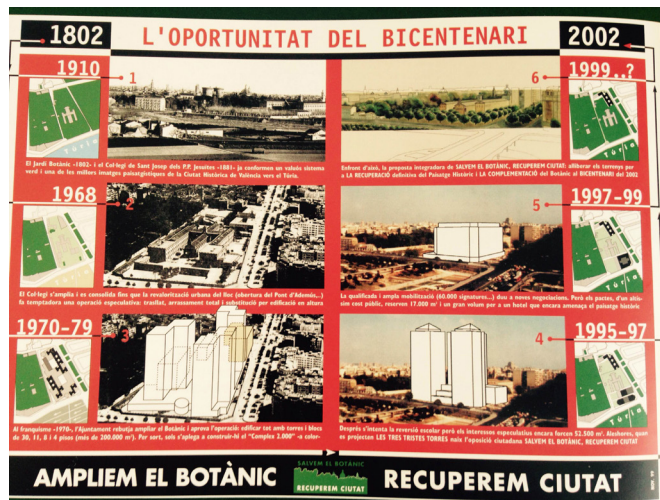 1802
L'OPORTUNITAT DEL BICENTENARI
2002
1910
1
Túria
El Jardí Botànic -1802- i el Col·legi de Sant Josep dels P.P. Jesuïtes -1881- ja conformen un valuós sistema
verd i una de les millors imatges paisatgístiques de la Ciutat Històrica de València vers el Túria.
1968
2
El Col·legi s'amplia i es consolida fins que la revalorització urbana del lloc (obertura del Pont d'Ademús...)
fa temptadora una operació especulativa: trasllat, arrassament total i substitució per edificació en altura
1970-79
3
Al franquisme -1970-, l'Ajuntament rebutja ampliar el Botànic i aprova l'operació: edificar tot amb torres i blocs
de 30, 11, 8 i 4 pisos (més de 200.000 m²). Per sort, sols s'aplega a construir-hi el "Complex 2.000" -a color-
1999..?
6
Túria
Enfront d'això, la proposta integradora de SALVEM EL BOTÀNIC, RECUPEREM CIUTAT: alliberar els terrenys per
a LA RECUPERACIÓ definitiva del Paisatge Històric i LA COMPLEMENTACIÓ del Botànic al BICENTENARI del 2002
1997-99
5
La qualificada i ampla mobilització (60.000 signatures...) duu a noves negociacions. Però els pactes, d'un altís-
sim cost públic, reserven 17.000 m² i un gran volum per a un hotel que encara amenaça el paisatge històric
1995-97
4
Després s'intenta la reversió escolar però els interessos especulatius encara forcen 52.500 m². Aleshores, quan
es projecten LES TRES TRISTES TORRES naix l'oposició ciutadana SALVEM EL BOTÀNIC, RECUPEREM CIUTAT
AMPLIEM EL BOTÀNIC
SALVEM EL BOTÀNIC
RECUPEREM CIUTAT
RECUPEREM CIUTAT